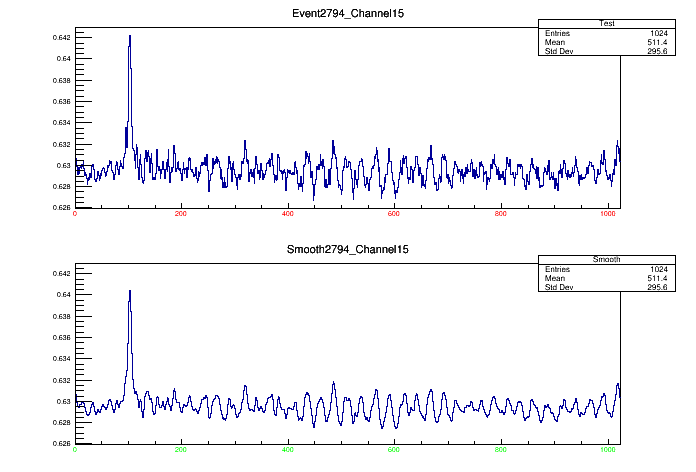 Event2794_Channel15
Test
Entries 1024
Mean 511.4
Std Dev 295.6
0.642
0.64
0.638
0.636
0.634
0.632
0.63
0.628
0.626
0 200 400 600 800 1000
Smooth2794_Channel15
Smooth
Entries 1024
Mean 511.4
Std Dev 295.6
0.642
0.64
0.638
0.636
0.634
0.632
0.63
0.628
0.626
0 200 400 600 800 1000